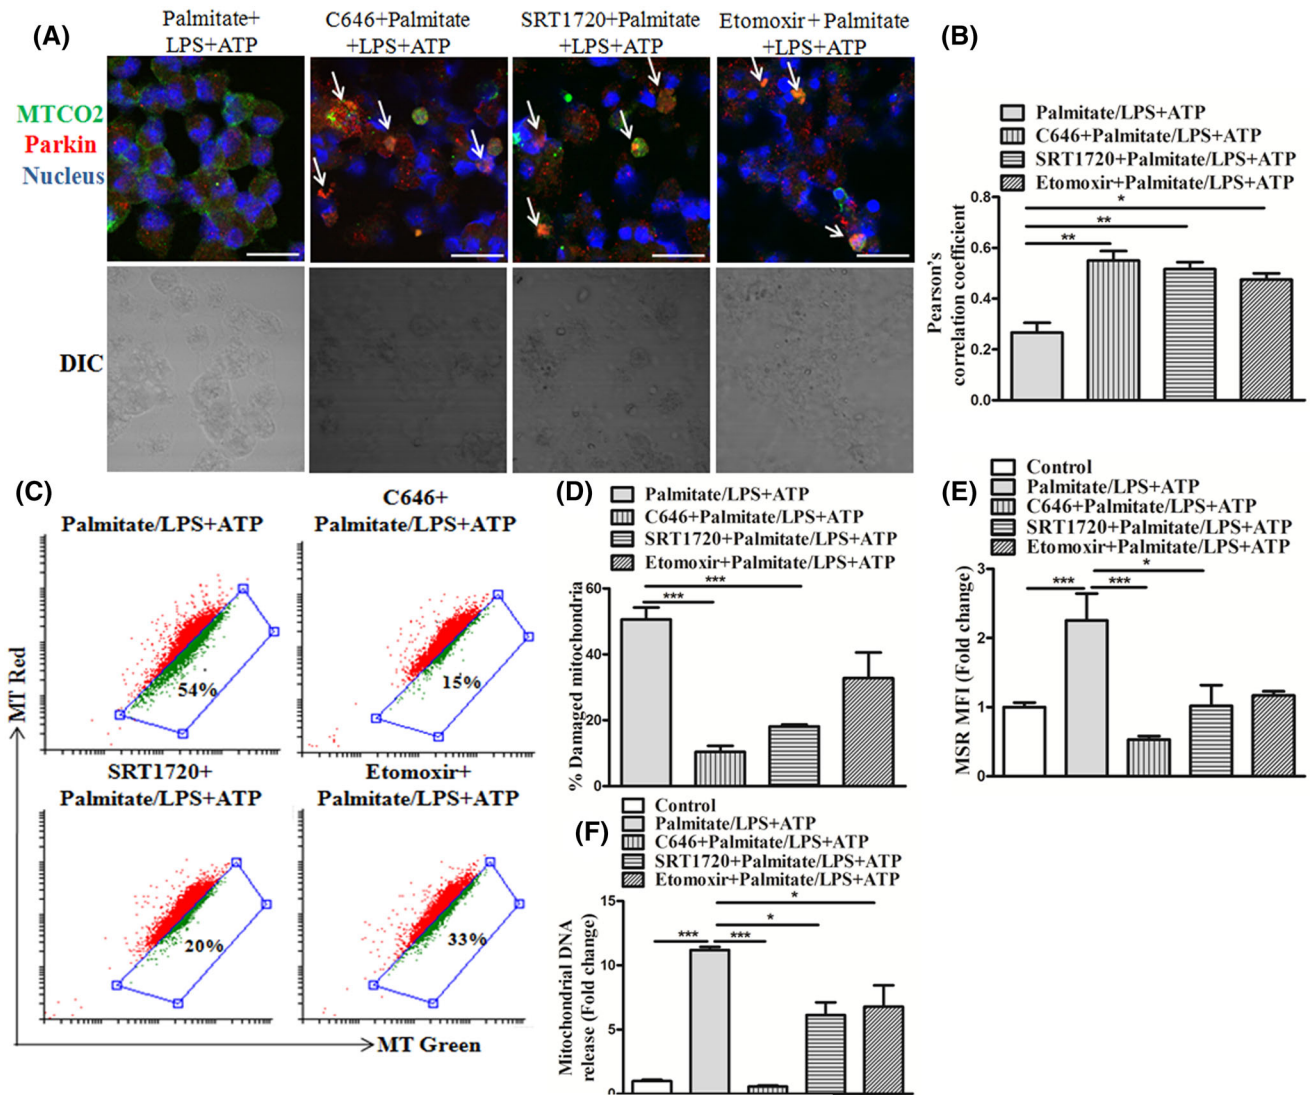 (A)
Palmitate+
LPS+ATP
C646+Palmitate
+LPS+ATP
SRT1720+Palmitate
+LPS+ATP
Etomoxir+Palmitate
+LPS+ATP
MTCO2
Parkin
Nucleus
DIC
(B)
Palmitate/LPS+ATP
C646+Palmitate/LPS+ATP
SRT1720+Palmitate/LPS+ATP
Etomoxir+Palmitate/LPS+ATP
Pearson's
correlation coefficient
0.8
0.6
0.4
0.2
0.0
*
**
**
(C)
Palmitate/LPS+ATP
54%
C646+
Palmitate/LPS+ATP
15%
SRT1720+
Palmitate/LPS+ATP
20%
Etomoxir+
Palmitate/LPS+ATP
33%
MT Red
MT Green
(D)
Palmitate/LPS+ATP
C646+Palmitate/LPS+ATP
SRT1720+Palmitate/LPS+ATP
Etomoxir+Palmitate/LPS+ATP
% Damaged mitochondria
60
40
20
0
***
***
(E)
Control
Palmitate/LPS+ATP
C646+Palmitate/LPS+ATP
SRT1720+Palmitate/LPS+ATP
Etomoxir+Palmitate/LPS+ATP
MSR MFI (Fold change)
3
2
1
0
*
***
***
(F)
Control
Palmitate/LPS+ATP
C646+Palmitate/LPS+ATP
SRT1720+Palmitate/LPS+ATP
Etomoxir+Palmitate/LPS+ATP
Mitochondrial DNA
release (Fold change)
15
10
5
0
*
*
***
***